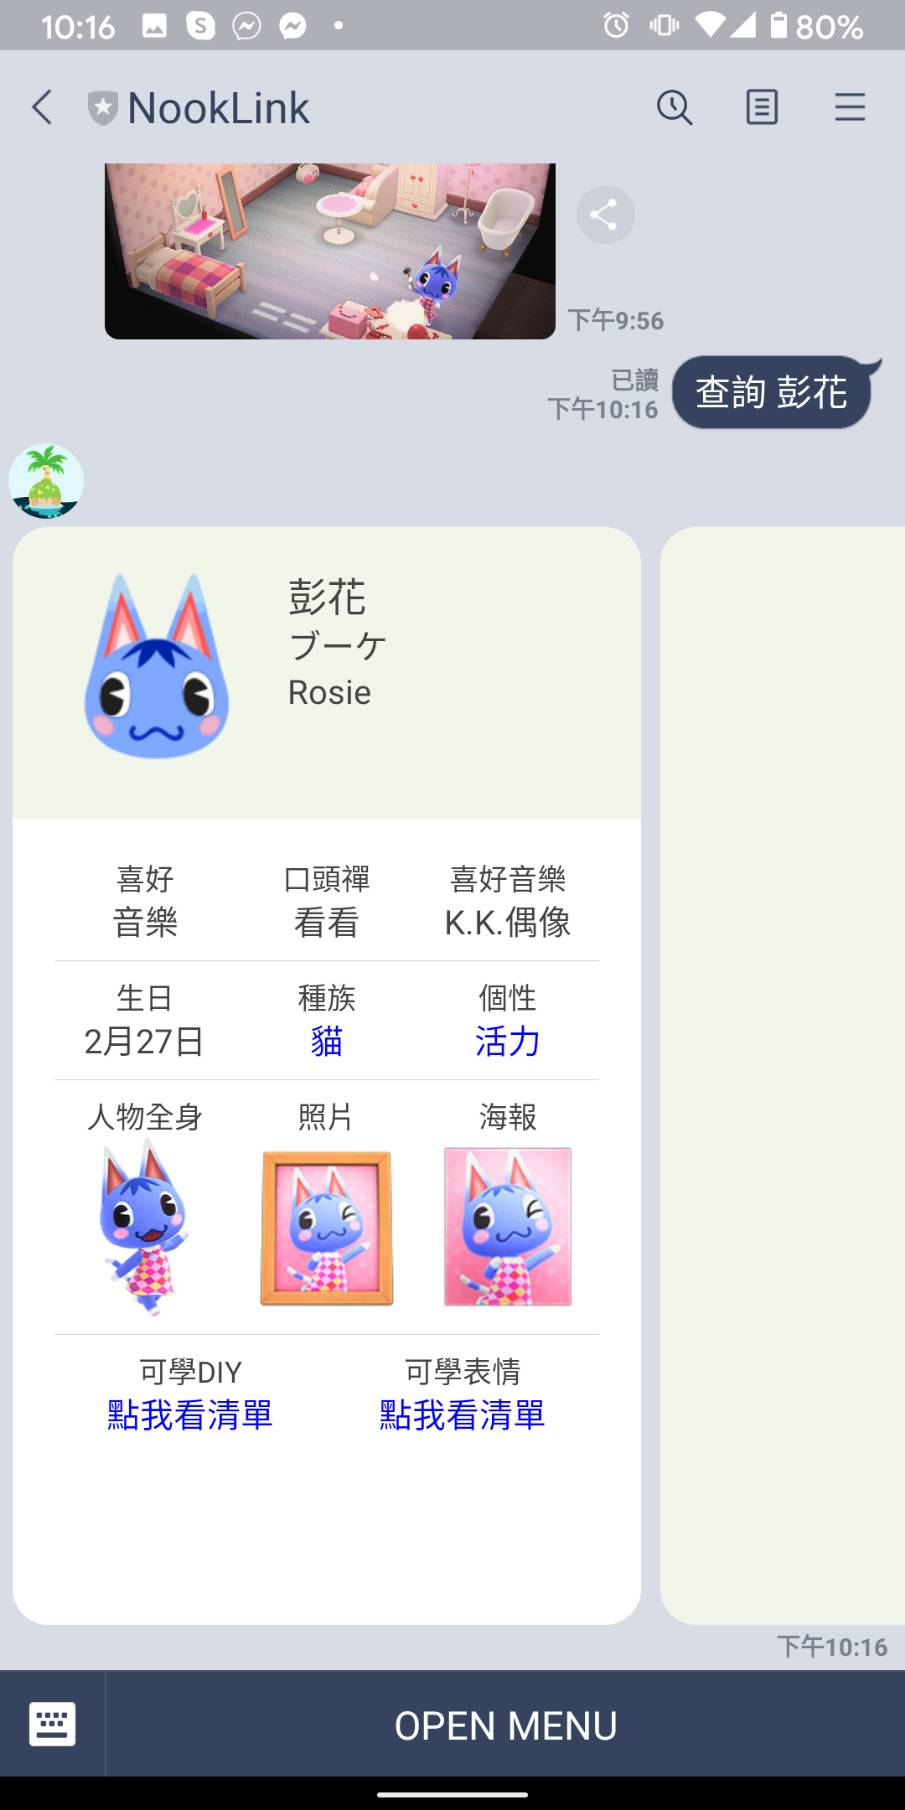 10:16
80%
NookLink
下午9:56
已讀
下午10:16
查詢 彭花
彭花
ブーケ
Rosie
喜好 口頭禪 喜好音樂
音樂 看看 K.K.偶像
生日 種族 個性
2月27日 貓 活力
人物全身 照片 海報
可學DIY 可學表情
點我看清單 點我看清單
下午10:16
OPEN MENU